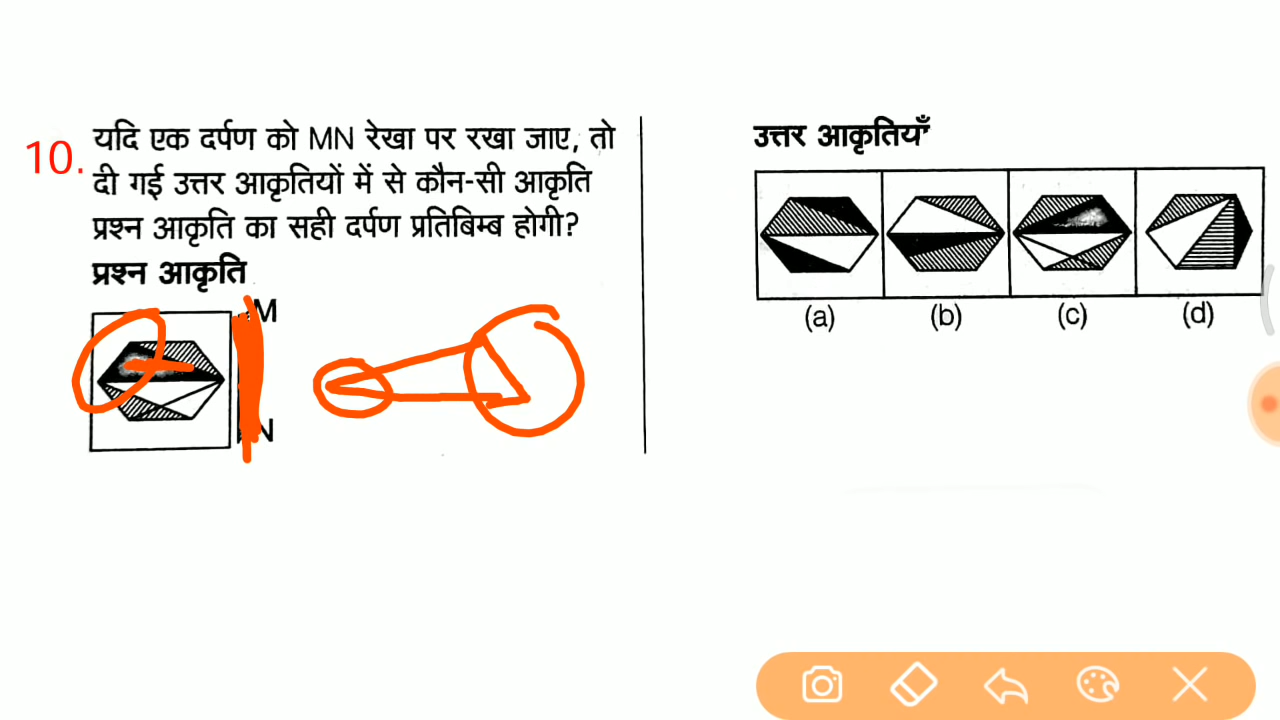 10. यदि एक दर्पण को MN रेखा पर रखा जाए, तो
दी गई उत्तर आकृतियों में से कौन-सी आकृति
प्रश्न आकृति का सही दर्पण प्रतिबिम्ब होगी?
प्रश्न आकृति
M
N
उत्तर आकृतियाँ
(a) (b) (c) (d)